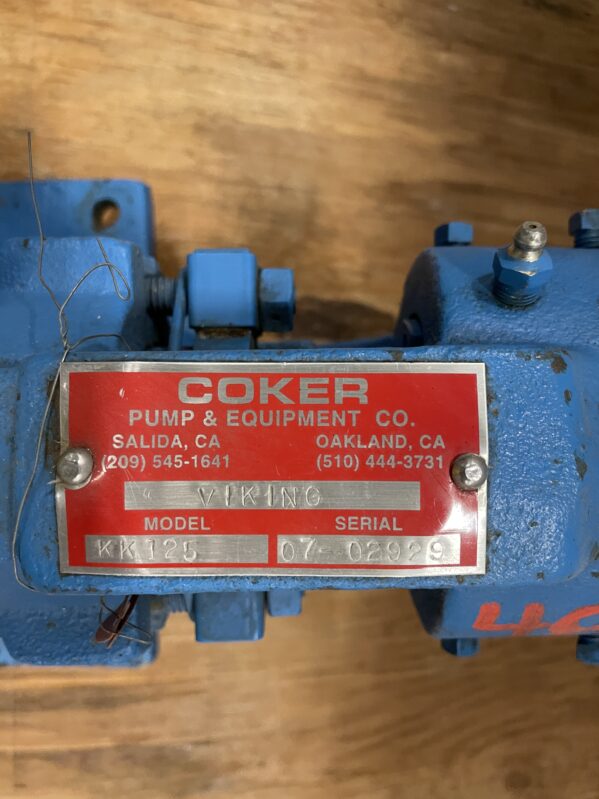 COKER
PUMP & EQUIPMENT CO.
SALIDA, CA OAKLAND, CA
(209) 545-1641 (510) 444-3731
VIKING
MODEL SERIAL
KK125 07-02929